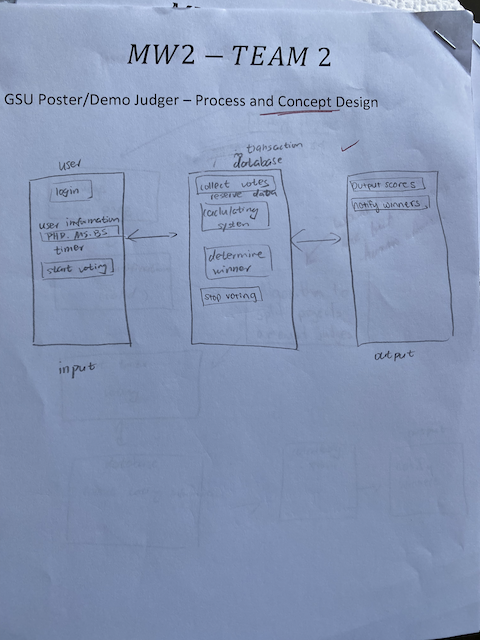 MW2 – TEAM 2
GSU Poster/Demo Judger – Process and Concept Design
user
login
user infumation
PHD. MS. BS
timer
start voting
input
transaction
database
collect votes
reserve data
calculating
system
determine
winner
stop voting
output scores
notify winners
output